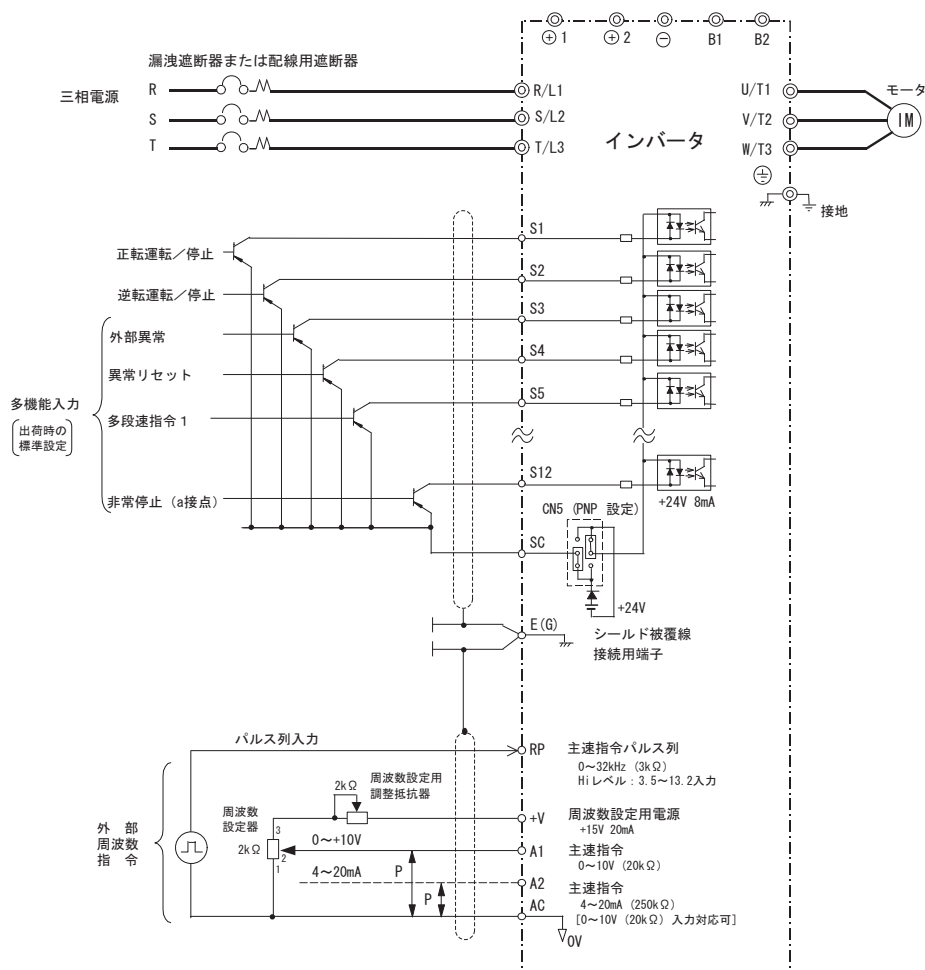 ⊕1 ⊕2 ⊖ B1 B2
漏洩遮断器または配線用遮断器
三相電源
R
R/L1
U/T1
モータ
S
S/L2
インバータ
V/T2
IM
T
T/L3
W/T3
接地
正転運転／停止
S1
逆転運転／停止
S2
外部異常
S3
異常リセット
S4
多機能入力
出荷時の
標準設定
多段速指令1
S5
非常停止（a接点）
S12
+24V 8mA
CN5 (PNP 設定)
SC
+24V
E(G)
シールド被覆線
接続用端子
パルス列入力
RP
主速指令パルス列
0～32kHz (3kΩ)
Hiレベル：3.5～13.2入力
外 部
周波数
指 令
2kΩ
周波数設定用
調整抵抗器
+V
周波数設定用電源
+15V 20mA
周波数
設定器
3
2kΩ
2
1
0～+10V
A1
主速指令
0～10V (20kΩ)
4～20mA
P
A2
主速指令
4～20mA (250kΩ)
[0～10V (20kΩ) 入力対応可]
P
AC
0V